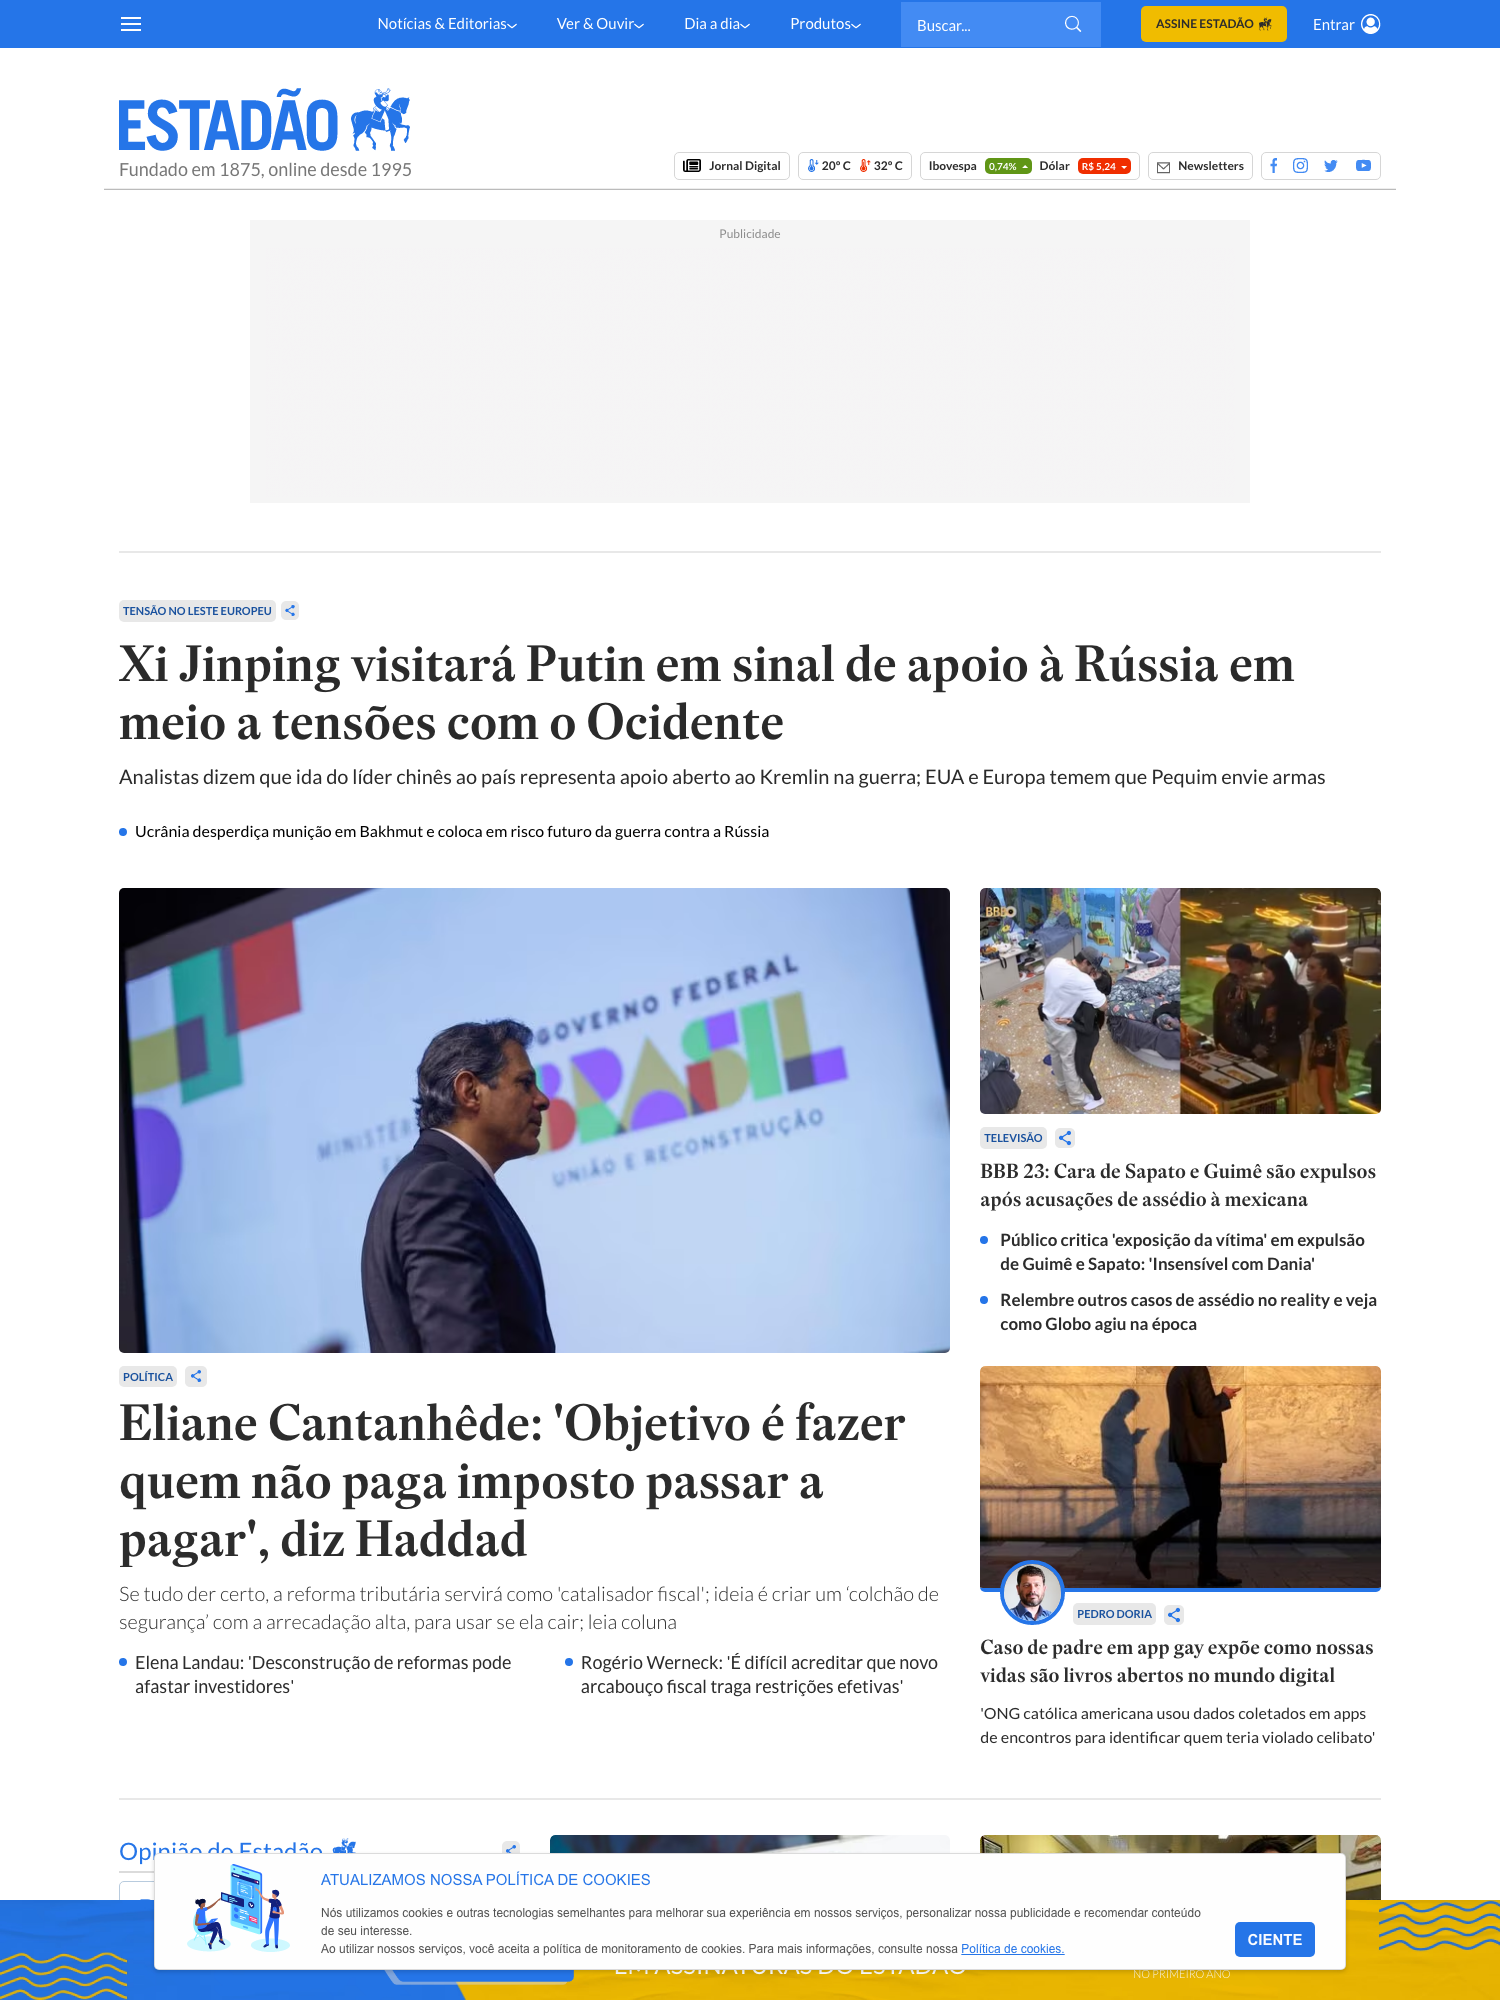 Notícias & Editorias
Ver & Ouvir
Dia a dia
Produtos
Buscar...
ASSINE ESTADÃO
Entrar
ESTADÃO
Fundado em 1875, online desde 1995
Jornal Digital
20º C 32º C
Ibovespa 0,74% Dólar R$ 5,24
Newsletters
Publicidade
TENSÃO NO LESTE EUROPEU
Xi Jinping visitará Putin em sinal de apoio à Rússia em
meio a tensões com o Ocidente
Analistas dizem que ida do líder chinês ao país representa apoio aberto ao Kremlin na guerra; EUA e Europa temem que Pequim envie armas
Ucrânia desperdiça munição em Bakhmut e coloca em risco futuro da guerra contra a Rússia
GOVERNO FEDERAL
BRASIL
UNIÃO E RECONSTRUÇÃO
POLÍTICA
Eliane Cantanhêde: 'Objetivo é fazer
quem não paga imposto passar a
pagar', diz Haddad
Se tudo der certo, a reforma tributária servirá como 'catalisador fiscal'; ideia é criar um ‘colchão de
segurança’ com a arrecadação alta, para usar se ela cair; leia coluna
Elena Landau: 'Desconstrução de reformas pode
afastar investidores'
Rogério Werneck: 'É difícil acreditar que novo
arcabouço fiscal traga restrições efetivas'
TELEVISÃO
BBB 23: Cara de Sapato e Guimê são expulsos
após acusações de assédio à mexicana
Público critica 'exposição da vítima' em expulsão
de Guimê e Sapato: 'Insensível com Dania'
Relembre outros casos de assédio no reality e veja
como Globo agiu na época
PEDRO DORIA
Caso de padre em app gay expõe como nossas
vidas são livros abertos no mundo digital
'ONG católica americana usou dados coletados em apps
de encontros para identificar quem teria violado celibato'
Opinião do Estadão
ATUALIZAMOS NOSSA POLÍTICA DE COOKIES
Nós utilizamos cookies e outras tecnologias semelhantes para melhorar sua experiência em nossos serviços, personalizar nossa publicidade e recomendar conteúdo
de seu interesse.
Ao utilizar nossos serviços, você aceita a política de monitoramento de cookies. Para mais informações, consulte nossa Política de cookies.
CIENTE
EM ASSINATURAS DO ESTADÃO
NO PRIMEIRO ANO